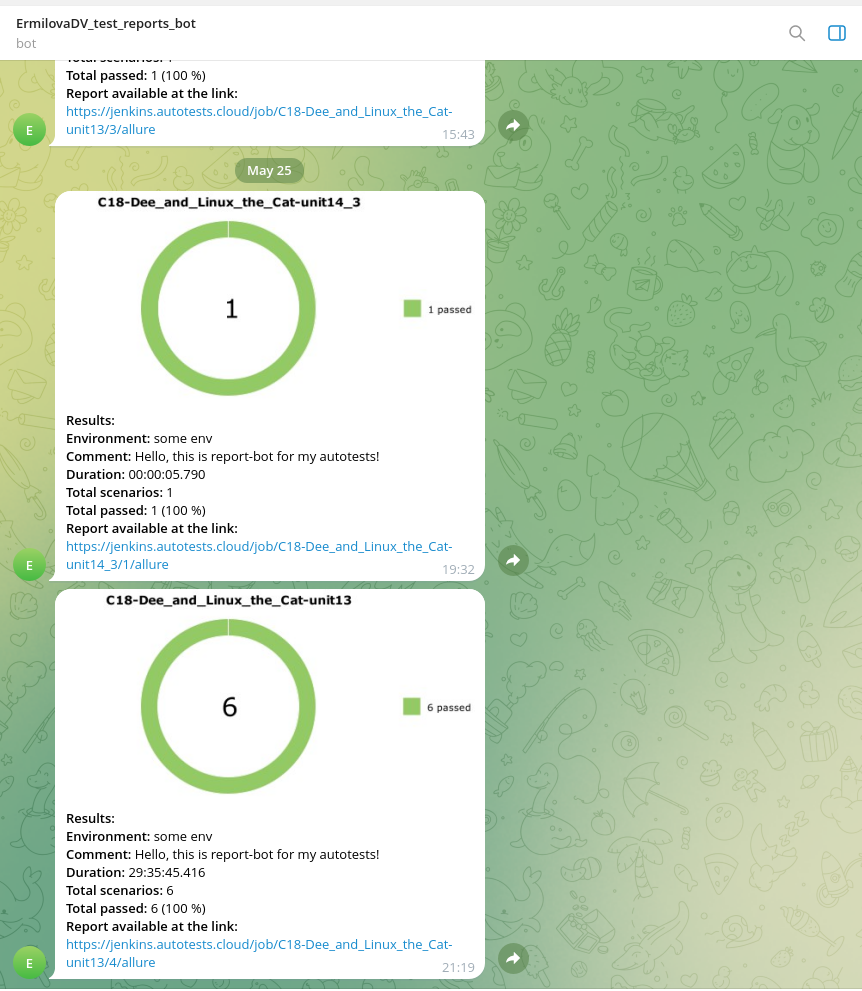 ErmilovaDV_test_reports_bot
bot
Total passed: 1 (100 %)
Report available at the link:
https://jenkins.autotests.cloud/job/C18-Dee_and_Linux_the_Cat-
unit13/3/allure
15:43
May 25
C18-Dee_and_Linux_the_Cat-unit14_3
1
1 passed
Results:
Environment: some env
Comment: Hello, this is report-bot for my autotests!
Duration: 00:00:05.790
Total scenarios: 1
Total passed: 1 (100 %)
Report available at the link:
https://jenkins.autotests.cloud/job/C18-Dee_and_Linux_the_Cat-
unit14_3/1/allure
19:32
C18-Dee_and_Linux_the_Cat-unit13
6
6 passed
Results:
Environment: some env
Comment: Hello, this is report-bot for my autotests!
Duration: 29:35:45.416
Total scenarios: 6
Total passed: 6 (100 %)
Report available at the link:
https://jenkins.autotests.cloud/job/C18-Dee_and_Linux_the_Cat-
unit13/4/allure
21:19
E
E
E